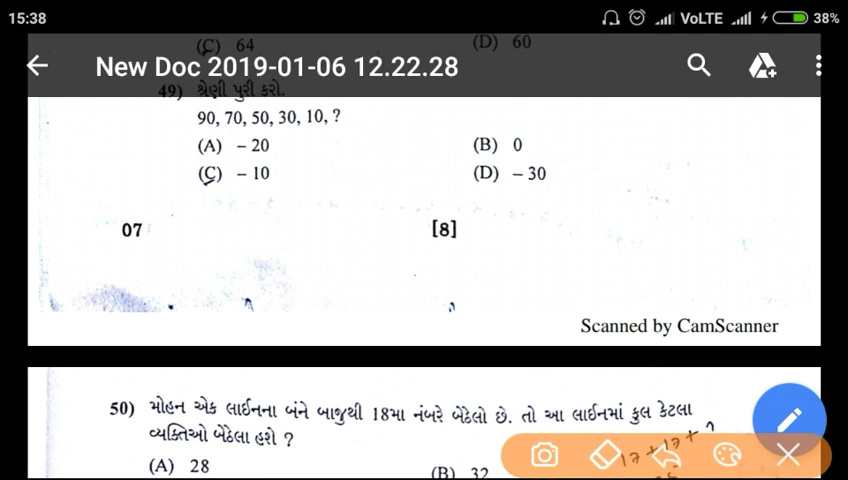 15:38
VoLTE 38%
(C) 64
(D) 60
New Doc 2019-01-06 12.22.28
49) શ્રેણી પુરી કરો.
90, 70, 50, 30, 10, ?
(A) – 20
(B) 0
(C) – 10
(D) – 30
07
[8]
Scanned by CamScanner
50) મોહન એક લાઈનના બંને બાજુથી 18મા નંબરે બેઠેલો છે. તો આ લાઈનમાં કુલ કેટલા
વ્યક્તિઓ બેઠેલા હશે ?
17+17+
(A) 28
(B) 32